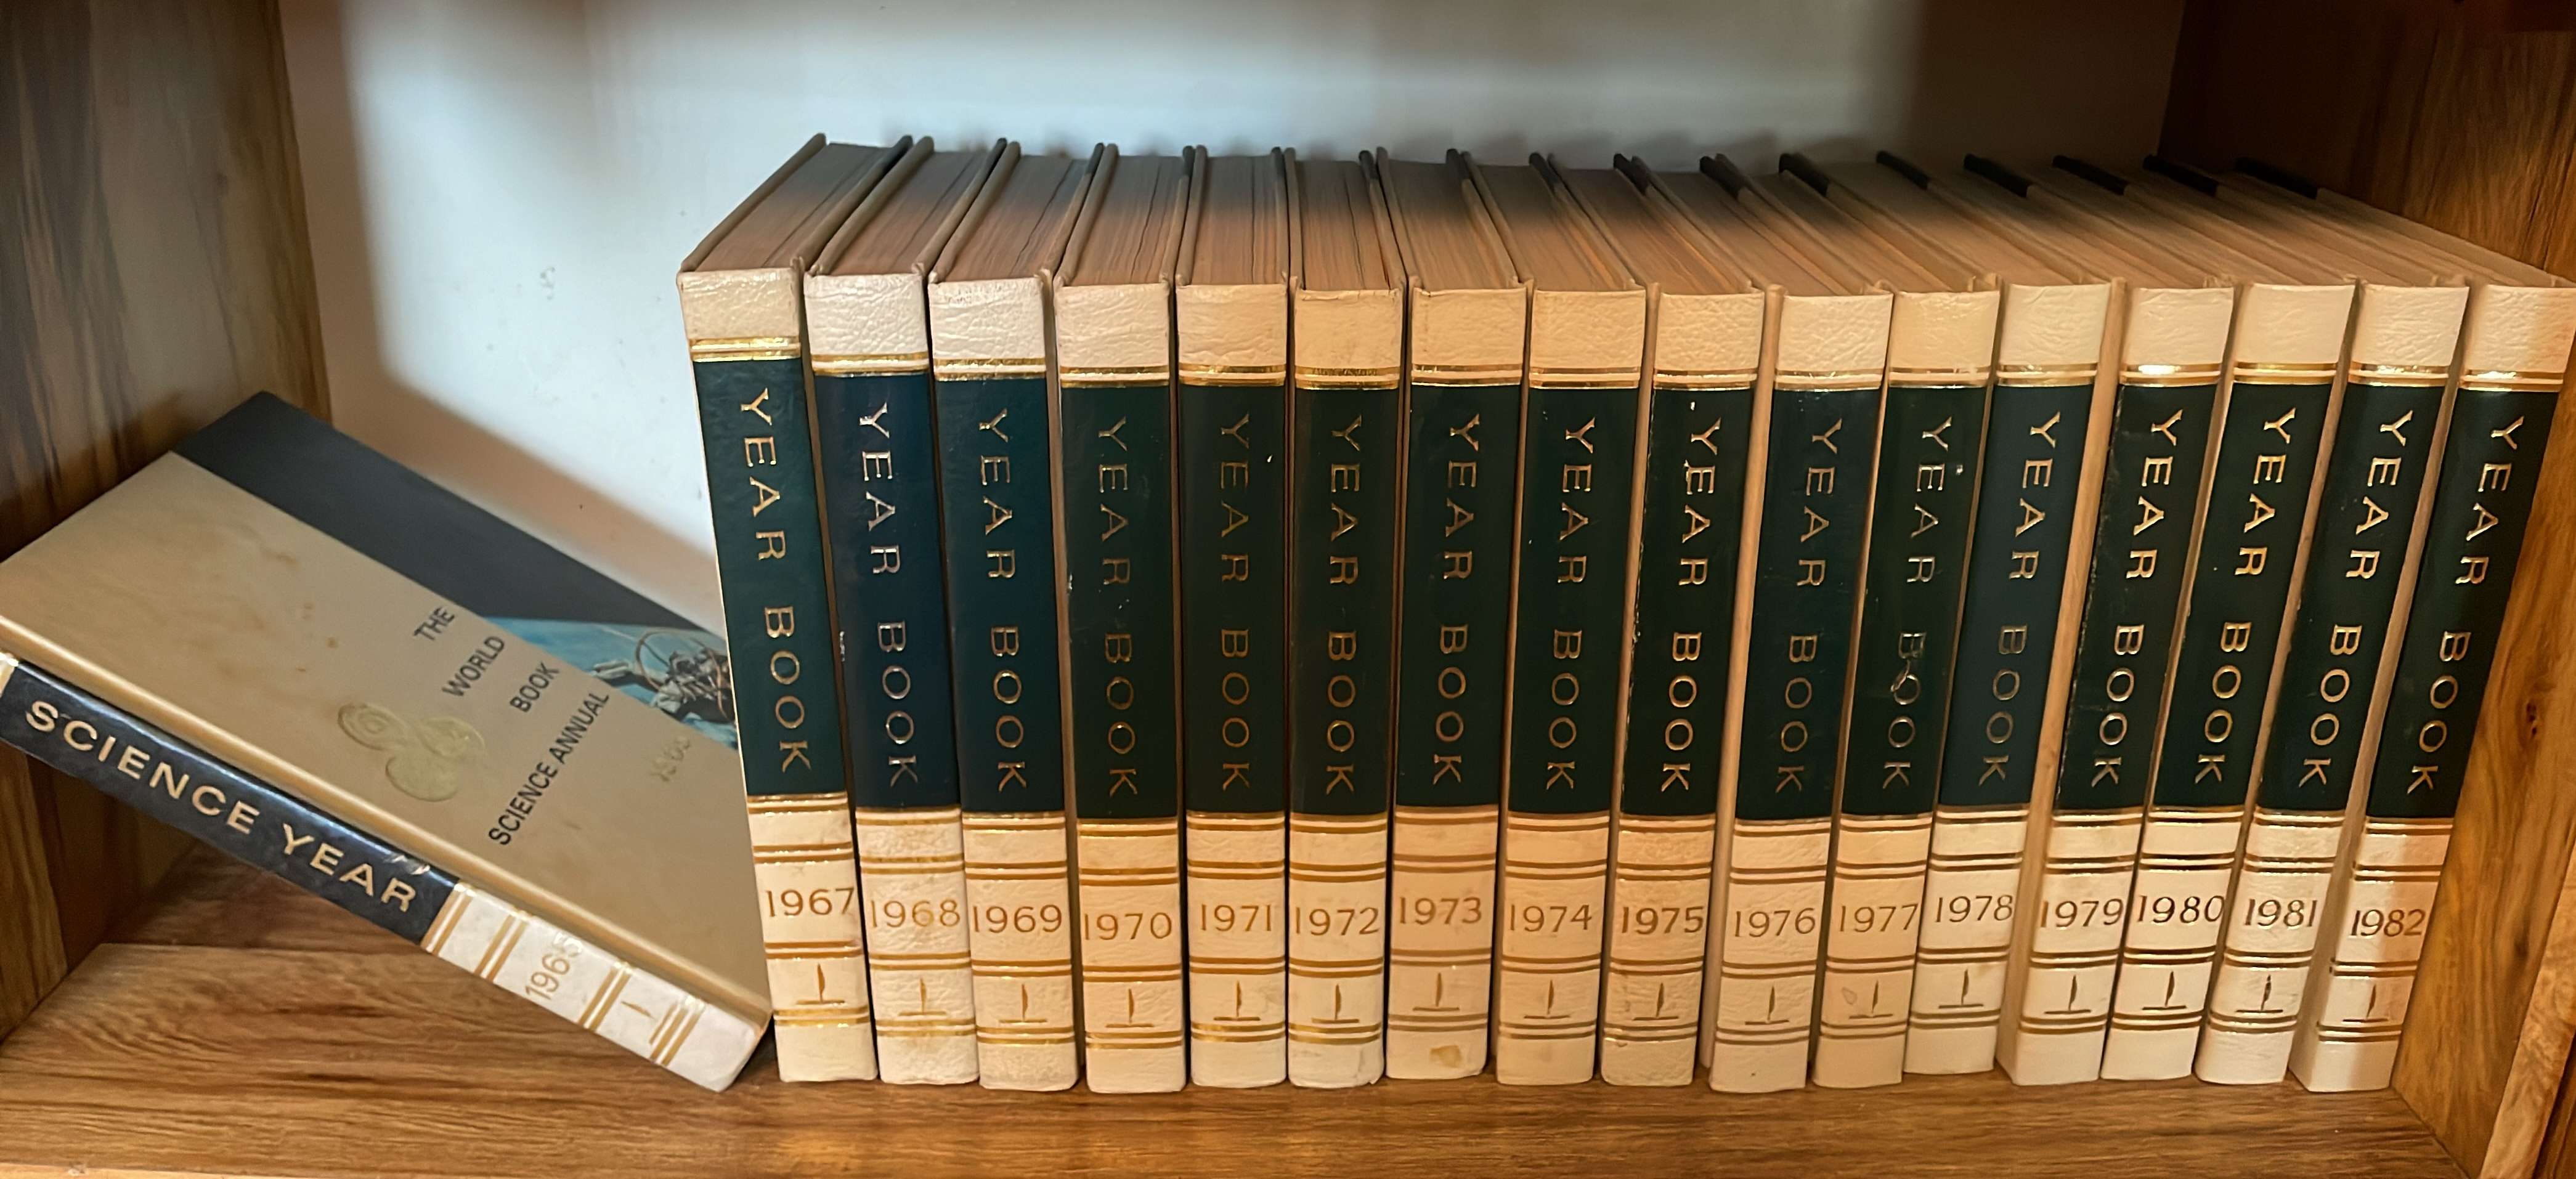 SCIENCE YEAR
1965
THE
WORLD
BOOK
SCIENCE ANNUAL
YEAR BOOK
1967
YEAR BOOK
1968
YEAR BOOK
1969
YEAR BOOK
1970
YEAR BOOK
1971
YEAR BOOK
1972
YEAR BOOK
1973
YEAR BOOK
1974
YEAR BOOK
1975
YEAR BOOK
1976
YEAR BOOK
1977
YEAR BOOK
1978
YEAR BOOK
1979
YEAR BOOK
1980
YEAR BOOK
1981
YEAR BOOK
1982